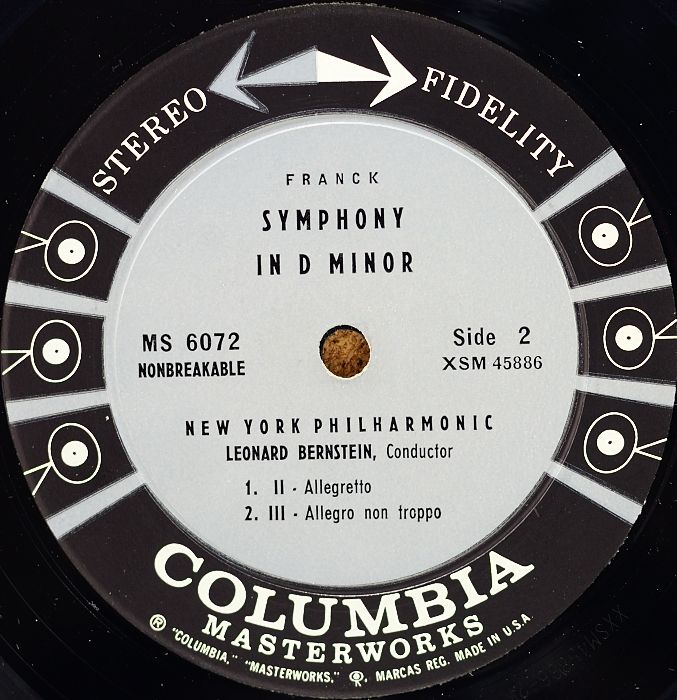 STEREO FIDELITY
FRANCK
SYMPHONY
IN D MINOR
MS 6072
NONBREAKABLE
Side 2
XSM 45886
NEW YORK PHILHARMONIC
LEONARD BERNSTEIN, Conductor
1. II - Allegretto
2. III - Allegro non troppo
COLUMBIA
MASTERWORKS
® "COLUMBIA," "MASTERWORKS," MARCAS REG. MADE IN U.S.A.